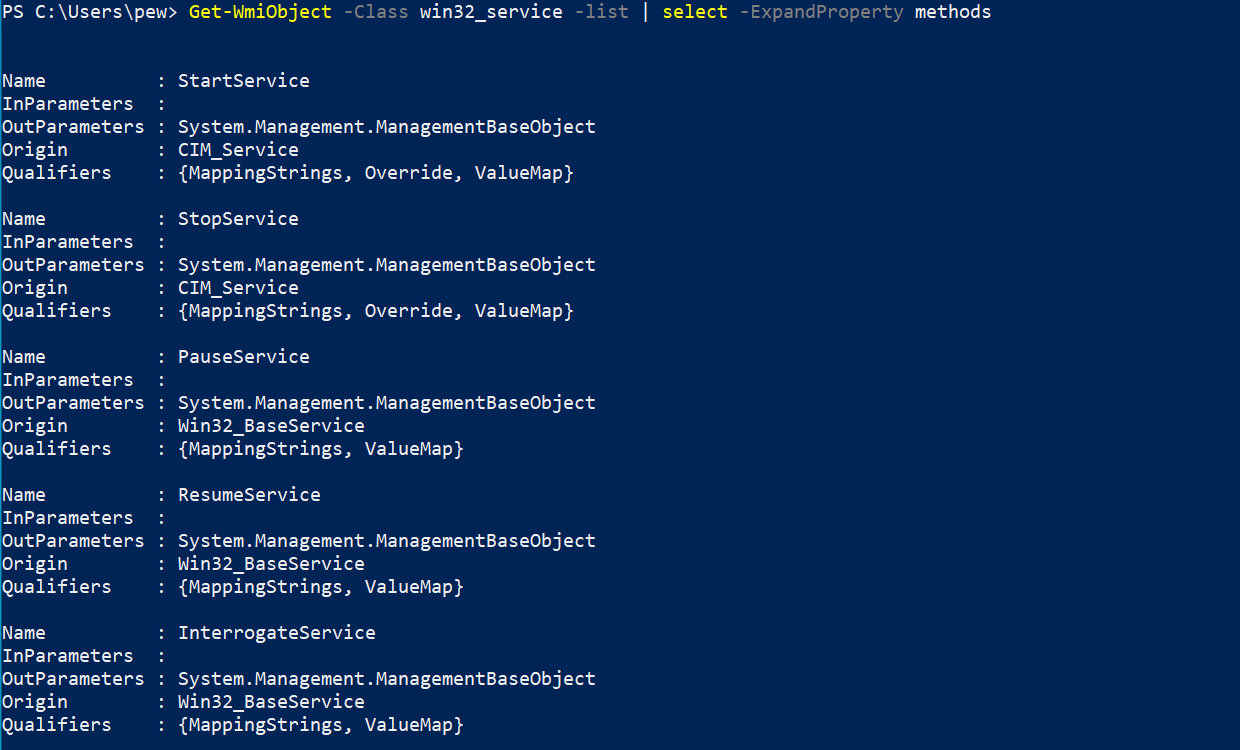 PS C:\Users\pew> Get-WmiObject -Class win32_service -list | select -ExpandProperty methods
Name          : StartService
InParameters  :
OutParameters : System.Management.ManagementBaseObject
Origin        : CIM_Service
Qualifiers    : {MappingStrings, Override, ValueMap}
Name          : StopService
InParameters  :
OutParameters : System.Management.ManagementBaseObject
Origin        : CIM_Service
Qualifiers    : {MappingStrings, Override, ValueMap}
Name          : PauseService
InParameters  :
OutParameters : System.Management.ManagementBaseObject
Origin        : Win32_BaseService
Qualifiers    : {MappingStrings, ValueMap}
Name          : ResumeService
InParameters  :
OutParameters : System.Management.ManagementBaseObject
Origin        : Win32_BaseService
Qualifiers    : {MappingStrings, ValueMap}
Name          : InterrogateService
InParameters  :
OutParameters : System.Management.ManagementBaseObject
Origin        : Win32_BaseService
Qualifiers    : {MappingStrings, ValueMap}